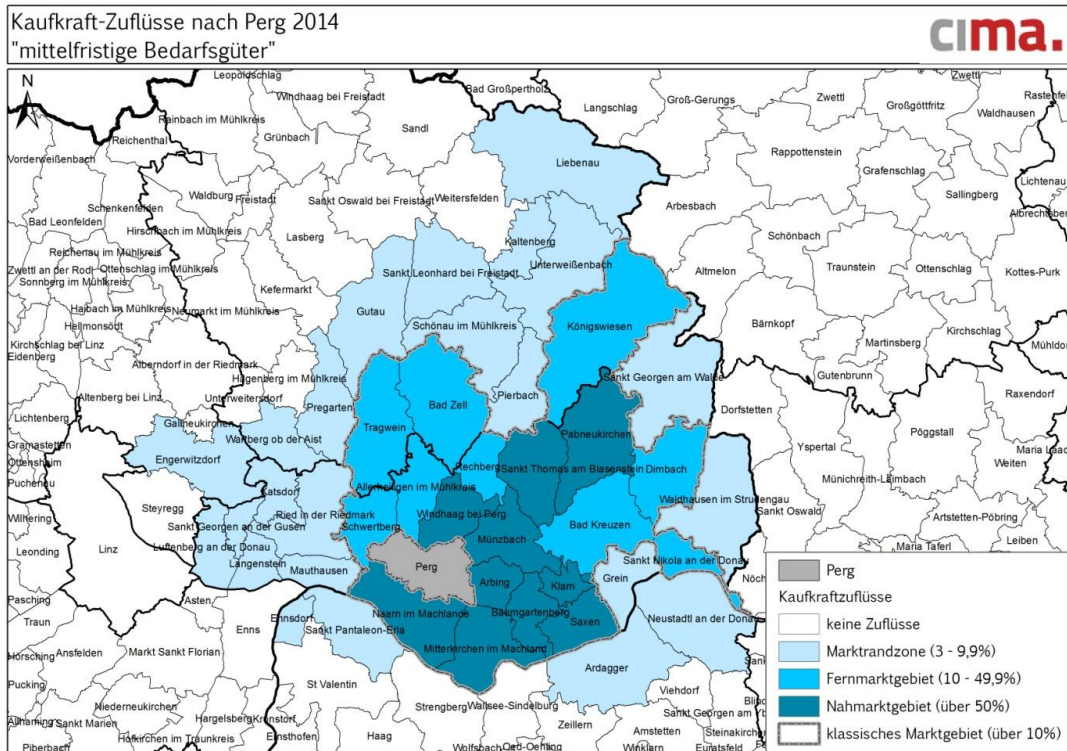 Kaufkraft-Zuflüsse nach Perg 2014
"mittelfristige Bedarfsgüter"
cima.
N
Leopoldschlag
Windhaag bei Freistadt
Bad Großpertholz
Langschlag
Groß-Gerungs
Zwettl
Zwettl
Großgöttfritz
Rastenfeld
Waldhausen
Rainbach im Mühlkreis
Reichenthal
Grünbach
Sandl
Vorderweißenbach
Liebenau
Rappottenstein
Grafenschlag
Lichtenau
Sallingberg
Waldburg
Freistadt
Sankt Oswald bei Freistadt
Weitersfelden
Arbesbach
Schenkenfelden
Bad Leonfelden
Hirschbach im Mühlkreis
Lasberg
Kaltenberg
Schönbach
Reichenau im Mühlkreis
Zwettl an der Rodl
Ottenschlag im Mühlkreis
Sonnberg im Mühlkreis
Sankt Leonhard bei Freistadt
Unterweißenbach
Altmelon
Traunstein
Ottenschlag
Kottes-Purk
Kefermarkt
Haibach im Mühlkreis
Neumarkt im Mühlkreis
Gutau
Hellmonsödt
Schönau im Mühlkreis
Königswiesen
Bärnkopf
Kirchschlag
Kirchschlag bei Linz
Eidenberg
Martinsberg
Alberndorf in der Riedmark
Hagenberg im Mühlkreis
Sankt Georgen am Walde
Gutenbrunn
Altenberg bei Linz
Unterweitersdorf
Pierbach
Raxendorf
Lichtenberg
Gallneukirchen
Pregarten
Bad Zell
Dorfstetten
Pöggstall
Gramastetten
Wartberg ob der Aist
Tragwein
Pabneukirchen
Yspertal
Ottensheim
Engerwitzdorf
Weiten
Puchenau
Rechberg
Sankt Thomas am Blasenstein
Dimbach
Münichreith-Laimbach
Katsdorf
Allerheiligen im Mühlkreis
Steyregg
Waldhausen im Strudengau
Sankt Oswald
Wilhering
Ried in der Riedmark
Windhaag bei Perg
Artstetten-Pöbring
Sankt Georgen an der Gusen
Schwertberg
Bad Kreuzen
Leonding
Linz
Luftenberg an der Donau
Münzbach
Maria Taferl
Leiben
Langenstein
Mauthausen
Perg
Sankt Nikola an der Donau
Arbing
Klam
Grein
Pasching
Asten
Naarn im Machlande
Baumgartenberg
Saxen
Traun
Enns
Ennsdorf
Sankt Pantaleon-Erla
Neustadtl an der Donau
Hörsching
Ansfelden
Markt Sankt Florian
Mitterkirchen im Machland
Ardagger
Pucking
St Valentin
Viehdorf
Niederneukirchen
Strengberg
Wallsee-Sindelburg
Allhaming
Sankt Marien
Hargelsberg
Kronstorf
Zeillern
Hofkirchen im Traunkreis
Ernsthofen
Haag
Amstetten
Piberbach
Wolfsbach
Oed-Oehling
Winklarn
Euratsfeld
Perg
Kaufkraftzuflüsse
keine Zuflüsse
Marktrandzone (3 - 9,9%)
Fernmarktgebiet (10 - 49,9%)
Nahmarktgebiet (über 50%)
klassisches Marktgebiet (über 10%)